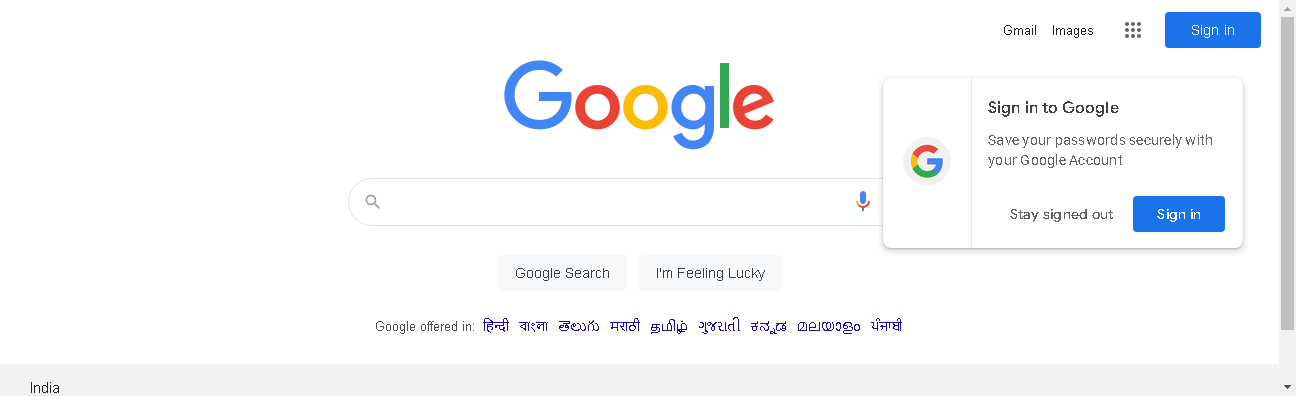 Gmail Images Sign in
Google
Sign in to Google
Save your passwords securely with
your Google Account
Stay signed out Sign in
Google Search I'm Feeling Lucky
Google offered in: हिन्दी বাংলা తెలుగు मराठी தமிழ் ગુજરાતી ಕನ್ನಡ മലയാളം ਪੰਜਾਬੀ
India